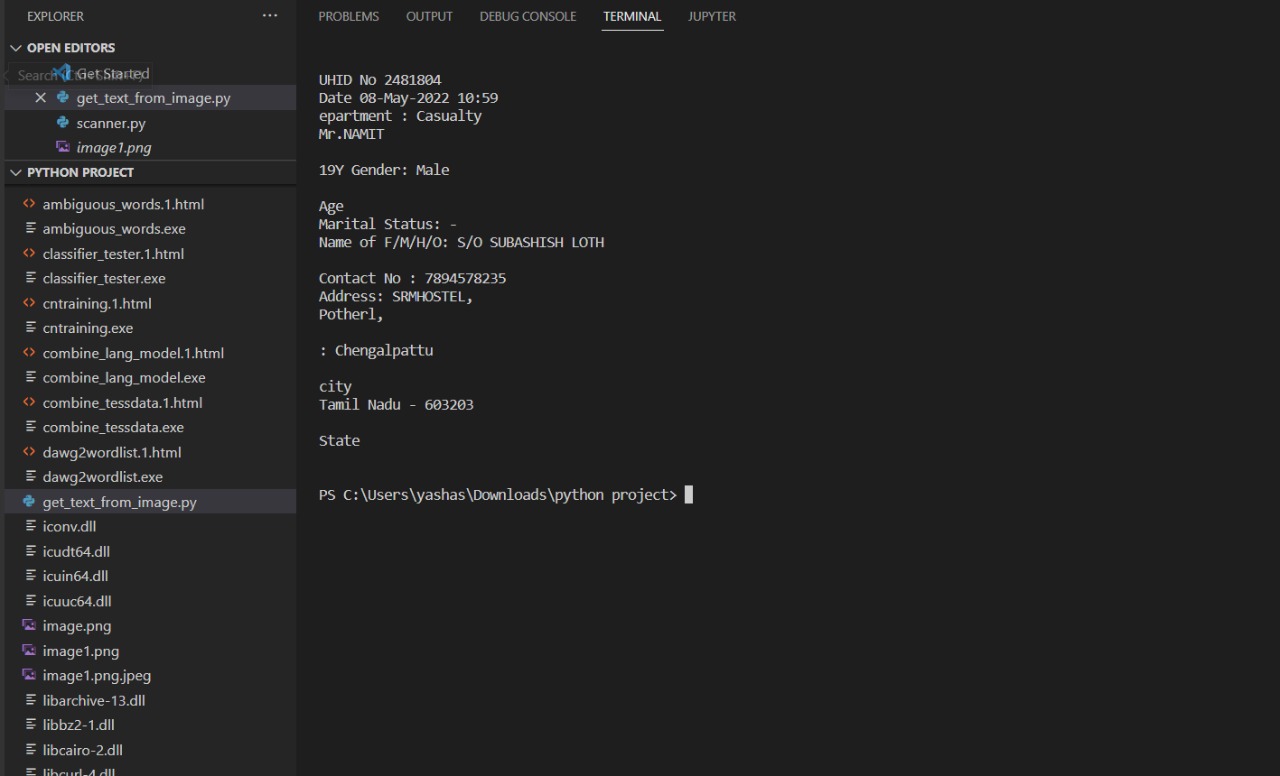 EXPLORER
...
OPEN EDITORS
Get Started
Search
get_text_from_image.py
scanner.py
image1.png
PYTHON PROJECT
ambiguous_words.1.html
ambiguous_words.exe
classifier_tester.1.html
classifier_tester.exe
cntraining.1.html
cntraining.exe
combine_lang_model.1.html
combine_lang_model.exe
combine_tessdata.1.html
combine_tessdata.exe
dawg2wordlist.1.html
dawg2wordlist.exe
get_text_from_image.py
iconv.dll
icudt64.dll
icuin64.dll
icuuc64.dll
image.png
image1.png
image1.png.jpeg
libarchive-13.dll
libbz2-1.dll
libcairo-2.dll
libcurl-4.dll
PROBLEMS OUTPUT DEBUG CONSOLE TERMINAL JUPYTER
UHID No 2481804
Date 08-May-2022 10:59
epartment : Casualty
Mr.NAMIT
19Y Gender: Male
Age
Marital Status: -
Name of F/M/H/O: S/O SUBASHISH LOTH
Contact No : 7894578235
Address: SRMHOSTEL,
Potherl,
: Chengalpattu
city
Tamil Nadu - 603203
State
PS C:\Users\yashas\Downloads\python project>